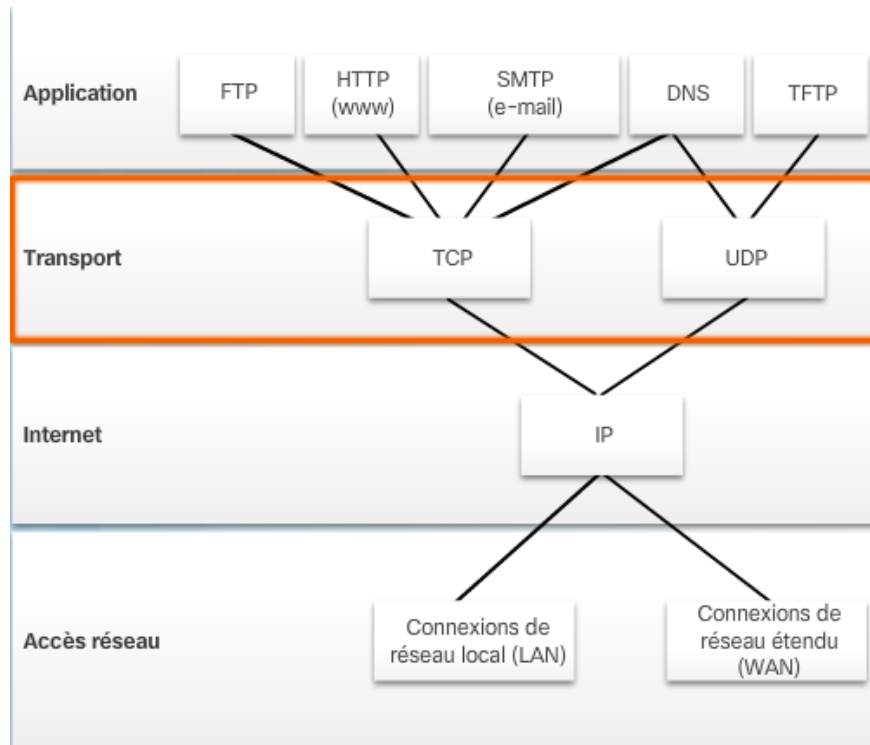 Application
FTP
HTTP
(www)
SMTP
(e-mail)
DNS
TFTP
Transport
TCP
UDP
Internet
IP
Accès réseau
Connexions de
réseau local (LAN)
Connexions de
réseau étendu
(WAN)